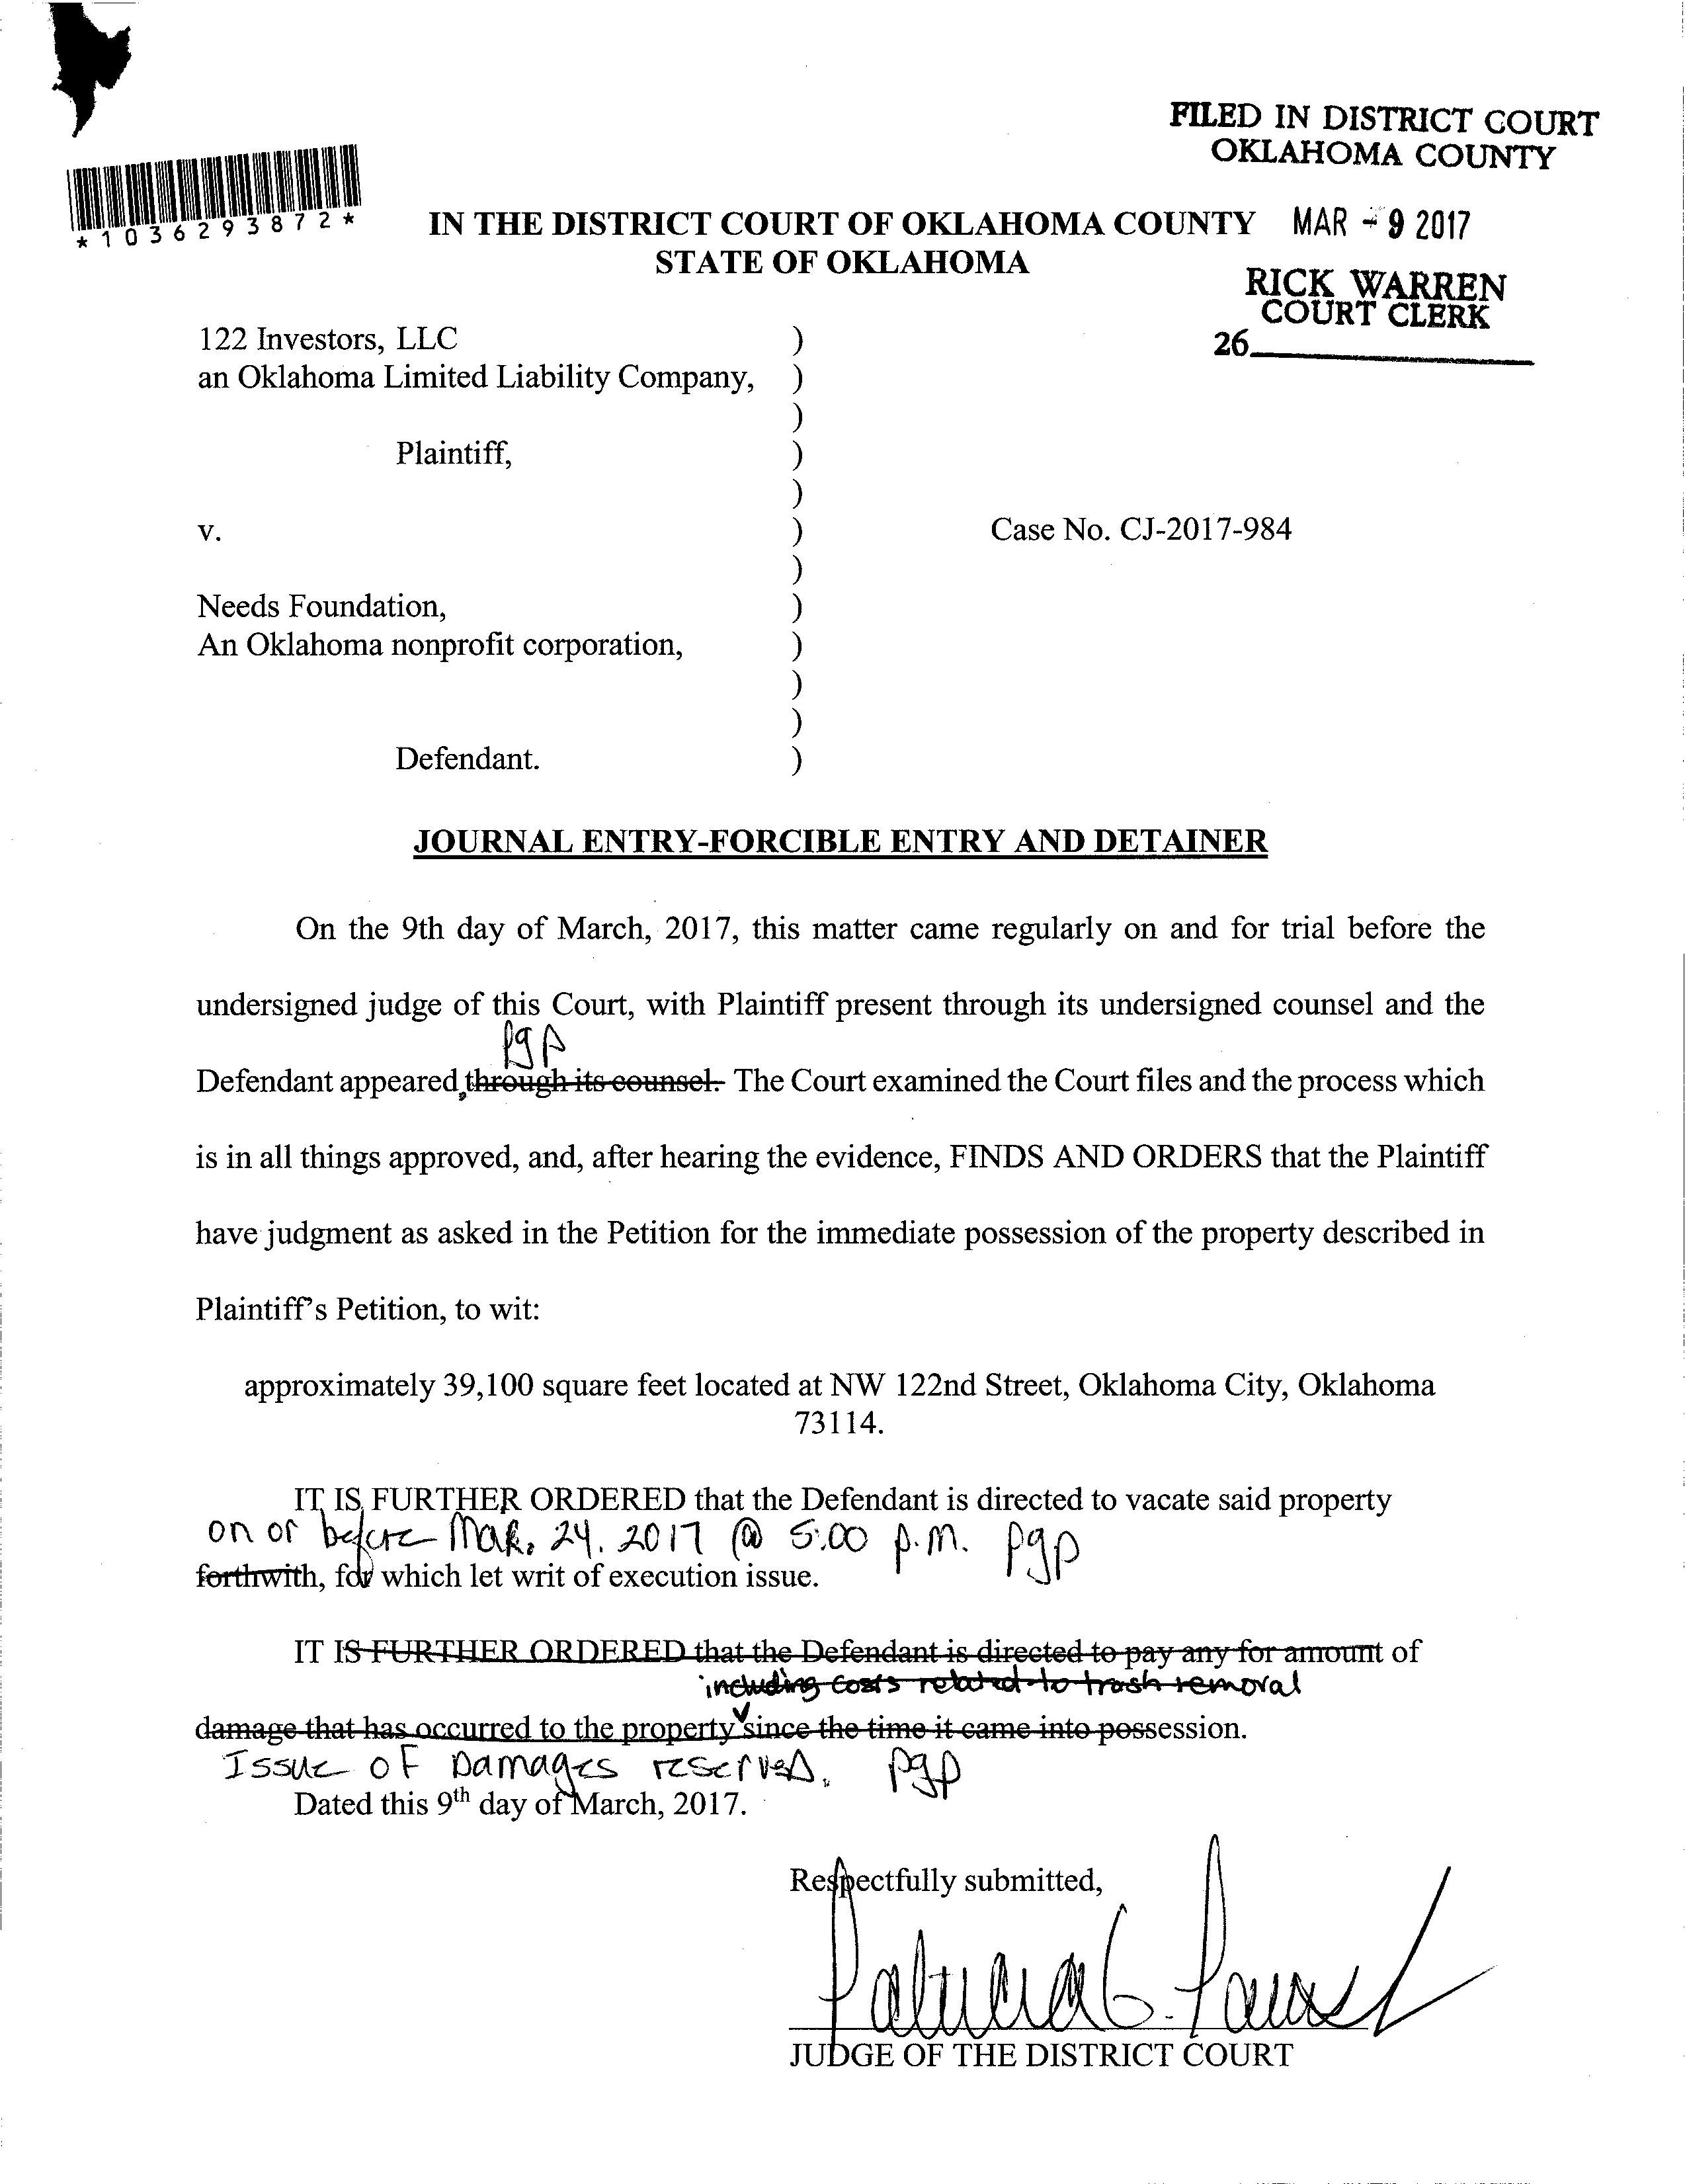 FILED IN DISTRICT COURT
OKLAHOMA COUNTY
*1036293872*
IN THE DISTRICT COURT OF OKLAHOMA COUNTY MAR - 9 2017
STATE OF OKLAHOMA
RICK WARREN
COURT CLERK
26
122 Investors, LLC )
an Oklahoma Limited Liability Company, )
)
Plaintiff, )
)
v. ) Case No. CJ-2017-984
)
Needs Foundation, )
An Oklahoma nonprofit corporation, )
)
)
Defendant. )
JOURNAL ENTRY-FORCIBLE ENTRY AND DETAINER
On the 9th day of March, 2017, this matter came regularly on and for trial before the
undersigned judge of this Court, with Plaintiff present through its undersigned counsel and the
pgp
Defendant appeared, through its counsel. The Court examined the Court files and the process which
is in all things approved, and, after hearing the evidence, FINDS AND ORDERS that the Plaintiff
have judgment as asked in the Petition for the immediate possession of the property described in
Plaintiff's Petition, to wit:
approximately 39,100 square feet located at NW 122nd Street, Oklahoma City, Oklahoma
73114.
IT IS FURTHER ORDERED that the Defendant is directed to vacate said property
on or before Mar. 24, 2017 @ 5:00 p.m. pgp
forthwith, for which let writ of execution issue.
IT IS FURTHER ORDERED that the Defendant is directed to pay any for amount of
including costs related to trash removal
damage that has occurred to the property since the time it came into possession.
Issue of Damages reserved. pgp
Dated this 9th day of March, 2017.
Respectfully submitted,
Patricia G. Parrish
JUDGE OF THE DISTRICT COURT